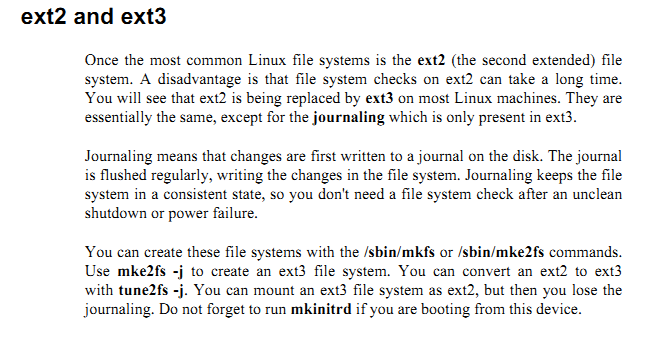 ext2 and ext3
Once the most common Linux file systems is the ext2 (the second extended) file
system. A disadvantage is that file system checks on ext2 can take a long time.
You will see that ext2 is being replaced by ext3 on most Linux machines. They are
essentially the same, except for the journaling which is only present in ext3.
Journaling means that changes are first written to a journal on the disk. The journal
is flushed regularly, writing the changes in the file system. Journaling keeps the file
system in a consistent state, so you don't need a file system check after an unclean
shutdown or power failure.
You can create these file systems with the /sbin/mkfs or /sbin/mke2fs commands.
Use mke2fs -j to create an ext3 file system. You can convert an ext2 to ext3
with tune2fs -j. You can mount an ext3 file system as ext2, but then you lose the
journaling. Do not forget to run mkinitrd if you are booting from this device.